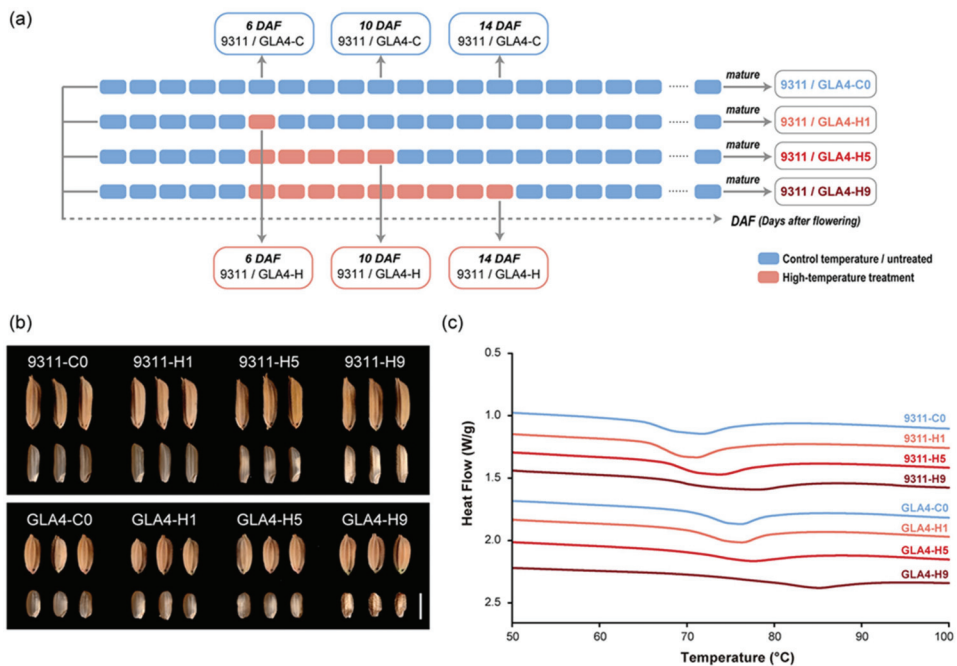 (a)
6 DAF
9311 / GLA4-C
10 DAF
9311 / GLA4-C
14 DAF
9311 / GLA4-C
mature
9311 / GLA4-C0
mature
9311 / GLA4-H1
mature
9311 / GLA4-H5
mature
9311 / GLA4-H9
DAF (Days after flowering)
6 DAF
9311 / GLA4-H
10 DAF
9311 / GLA4-H
14 DAF
9311 / GLA4-H
Control temperature / untreated
High-temperature treatment
(b)
9311-C0 9311-H1 9311-H5 9311-H9
GLA4-C0 GLA4-H1 GLA4-H5 GLA4-H9
(c)
0.5
1.0
1.5
2.0
2.5
Heat Flow (W/g)
9311-C0
9311-H1
9311-H5
9311-H9
GLA4-C0
GLA4-H1
GLA4-H5
GLA4-H9
50 60 70 80 90 100
Temperature (°C)